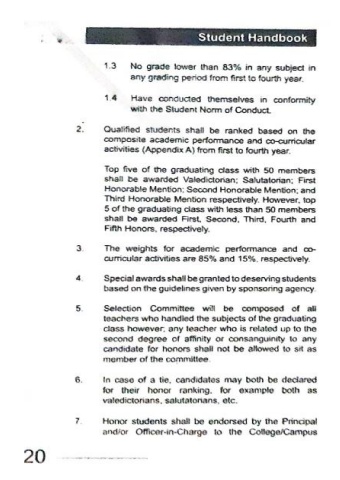 Student Handbook
1.3 No grade lower than 83% in any subject in
any grading period from first to fourth year.
1.4 Have conducted themselves in conformity
with the Student Norm of Conduct.
2. Qualified students shall be ranked based on the
composite academic performance and co-curricular
activities (Appendix A) from first to fourth year.
Top five of the graduating class with 50 members
shall be awarded Valedictorian; Salutatorian; First
Honorable Mention; Second Honorable Mention; and
Third Honorable Mention respectively. However, top
5 of the graduating class with less than 50 members
shall be awarded First, Second, Third, Fourth and
Fifth Honors, respectively.
3. The weights for academic performance and co-
curricular activities are 85% and 15%, respectively.
4. Special awards shall be granted to deserving students
based on the guidelines given by sponsoring agency.
5. Selection Committee will be composed of all
teachers who handled the subjects of the graduating
class however, any teacher who is related up to the
second degree of affinity or consanguinity to any
candidate for honors shall not be allowed to sit as
member of the committee.
6. In case of a tie, candidates may both be declared
for their honor ranking, for example both as
valedictorians, salutatorians, etc.
7. Honor students shall be endorsed by the Principal
and/or Officer-in-Charge to the College/Campus
20